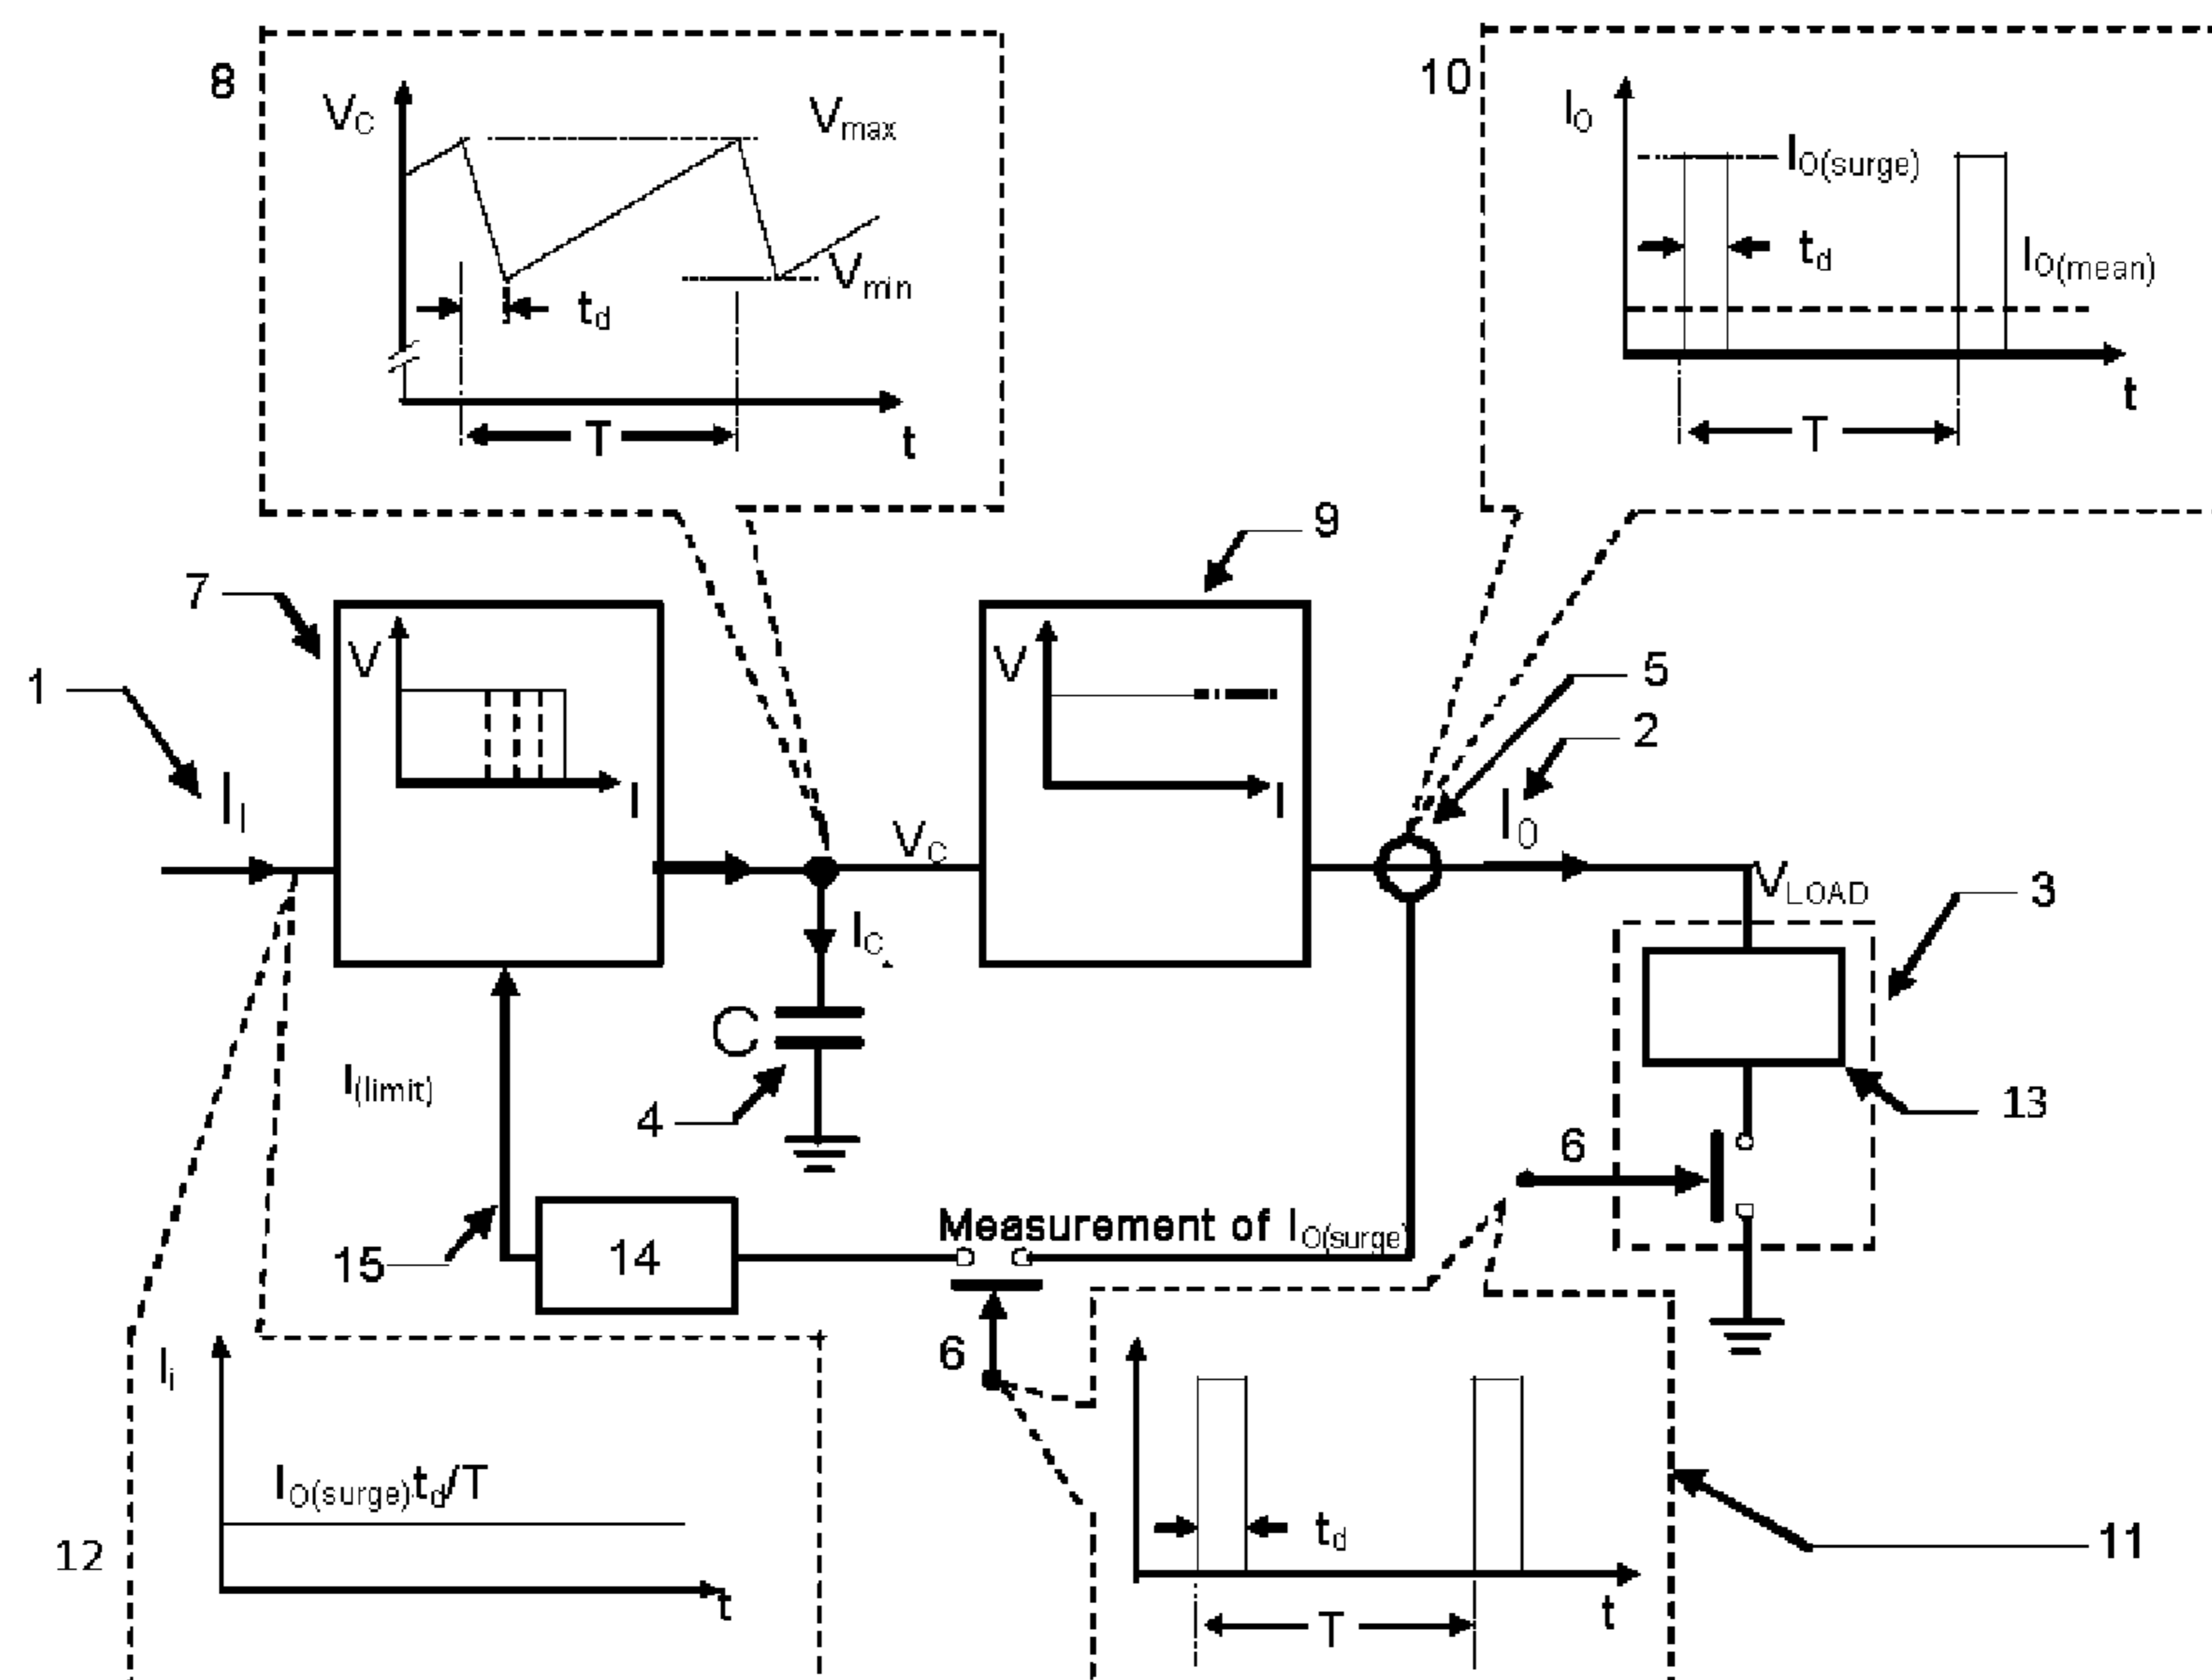 8
V_C
V_max
V_min
t_d
T
t
10
I_O
I_O(surge)
t_d
I_O(mean)
T
t
9
7
V
I
V
I
1
I_I
5
2
I_0
V_C
V_LOAD
3
I_C
C
4
I_(limit)
13
6
15
14
Measurement of I_O(surge)
6
I_i
I_O(surge) t_d/T
12
t
t_d
T
t
11